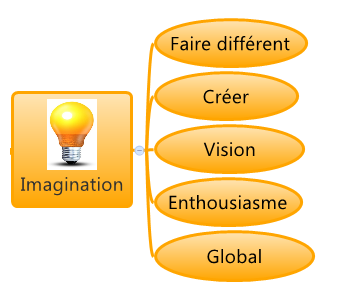 Imagination
Faire différent
Créer
Vision
Enthousiasme
Global